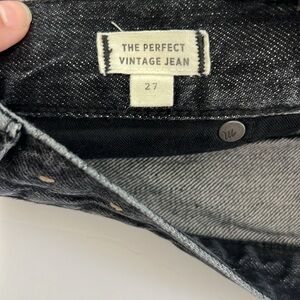 THE PERFECT
VINTAGE JEAN
27